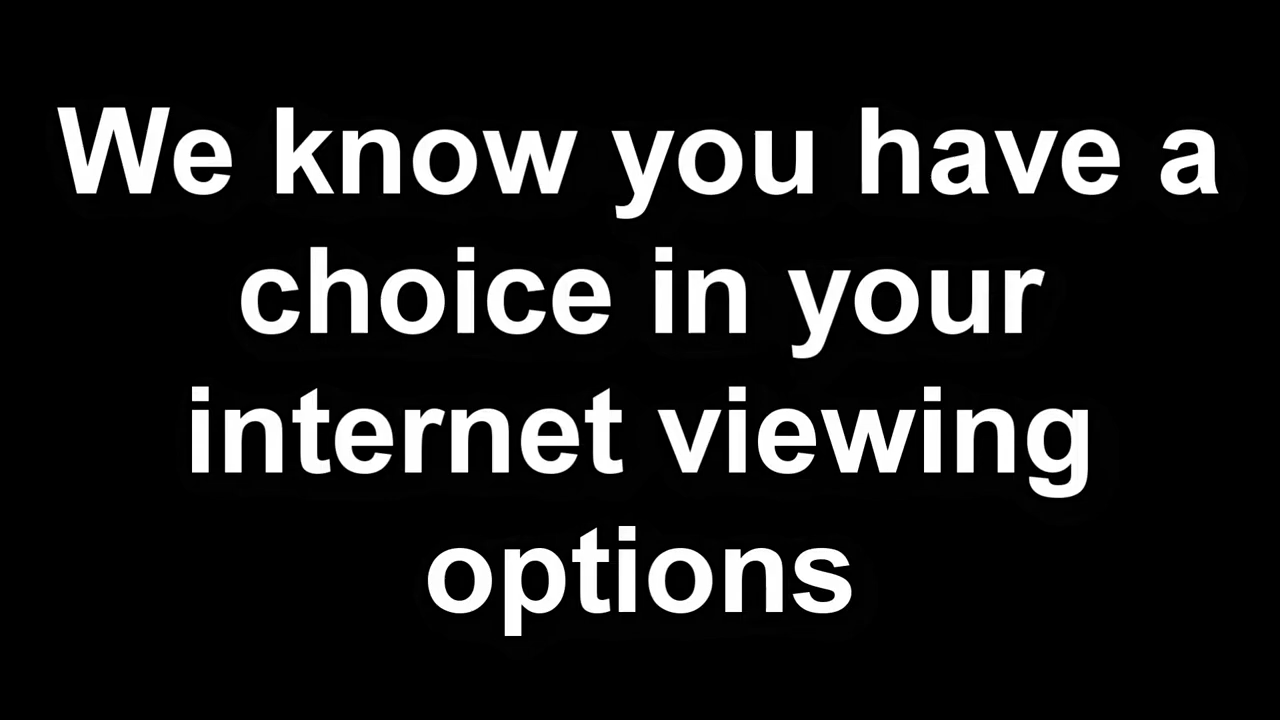 We know you have a
choice in your
internet viewing
options